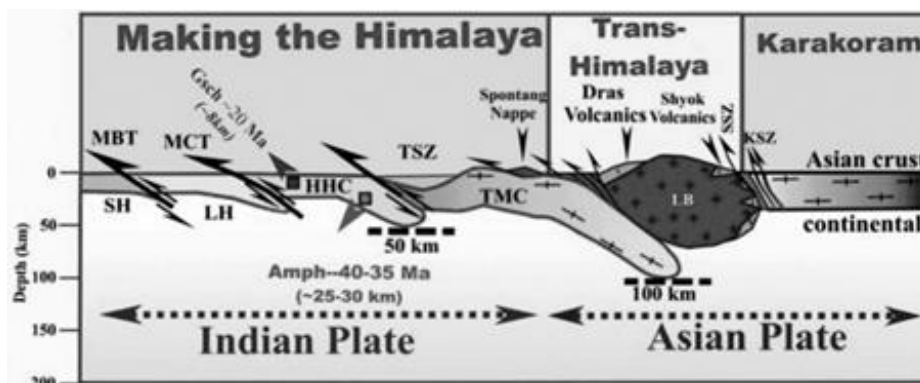 Making the Himalaya
Trans-
Himalaya
Karakoram
Gsch ~20 Ma
(~8km)
Spontang
Nappe
Dras
Volcanics
Shyok
Volcanics
SSZ
KSZ
MBT
MCT
TSZ
HHC
TMC
LB
SH
LH
Asian crust
continental
0
50
100
150
200
Depth (km)
50 km
100 km
Amph--40-35 Ma
(~25-30 km)
Indian Plate
Asian Plate